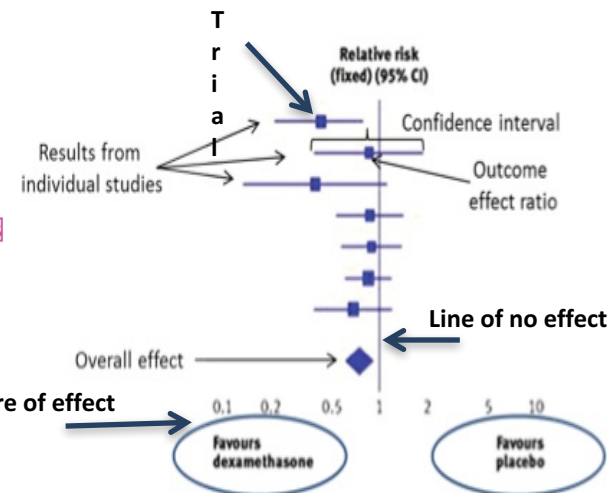 Trial
Relative risk
(fixed) (95% CI)
Confidence interval
Results from
individual studies
Outcome
effect ratio
Line of no effect
Overall effect
re of effect
0.1 0.2 0.5 1 2 5 10
Favours
dexamethasone
Favours
placebo